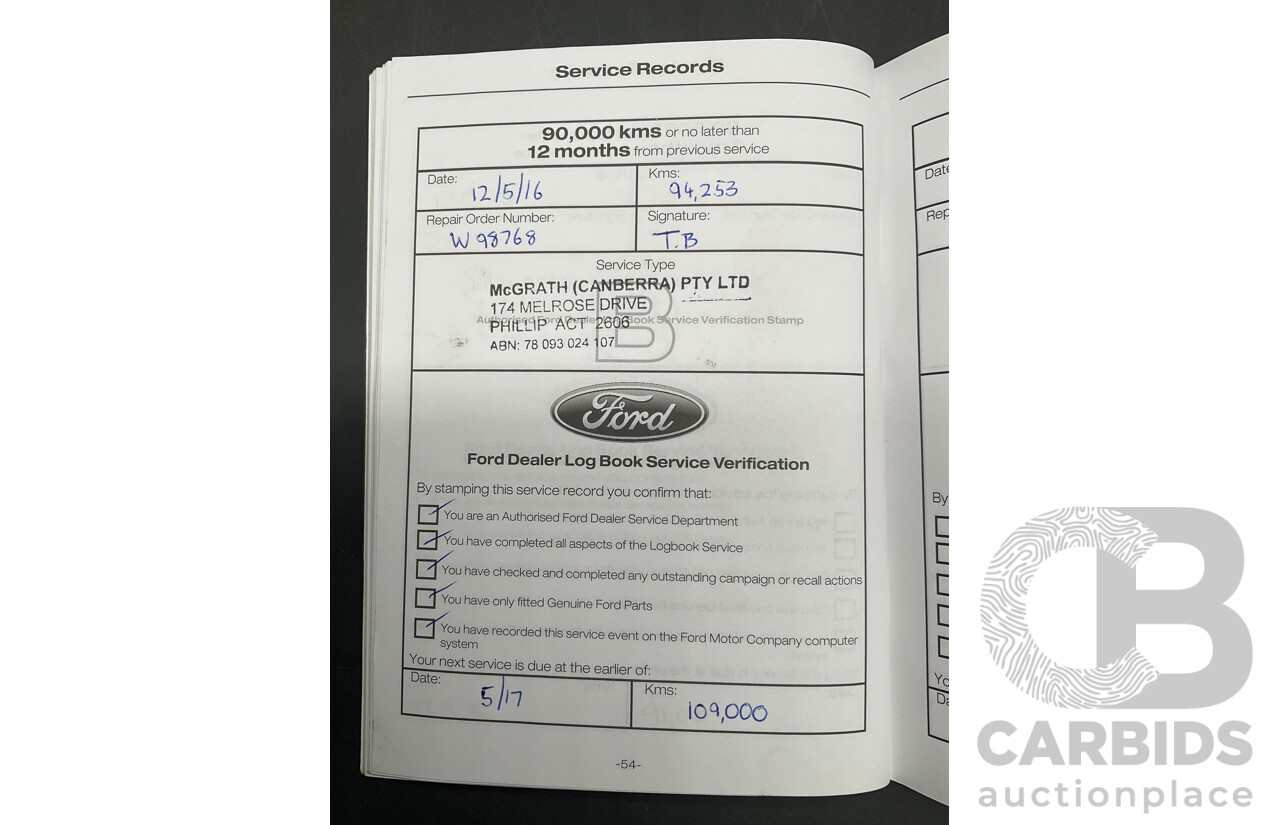 Service Records
90,000 kms or no later than
12 months from previous service
Date: 12/5/16
Kms: 94,253
Repair Order Number: W 98768
Signature: T.B
Service Type
McGRATH (CANBERRA) PTY LTD
174 MELROSE DRIVE
Authorised Ford Dealer Log Book Service Verification Stamp
PHILLIP ACT 2606
ABN: 78 093 024 107
B
Ford
Ford Dealer Log Book Service Verification
By stamping this service record you confirm that:
You are an Authorised Ford Dealer Service Department
You have completed all aspects of the Logbook Service
You have checked and completed any outstanding campaign or recall actions
You have only fitted Genuine Ford Parts
You have recorded this service event on the Ford Motor Company computer
system
Your next service is due at the earlier of:
Date: 5/17
Kms: 109,000
-54-
Date
Rep
By
Yo
Da
CB
CARBIDS
auctionplace